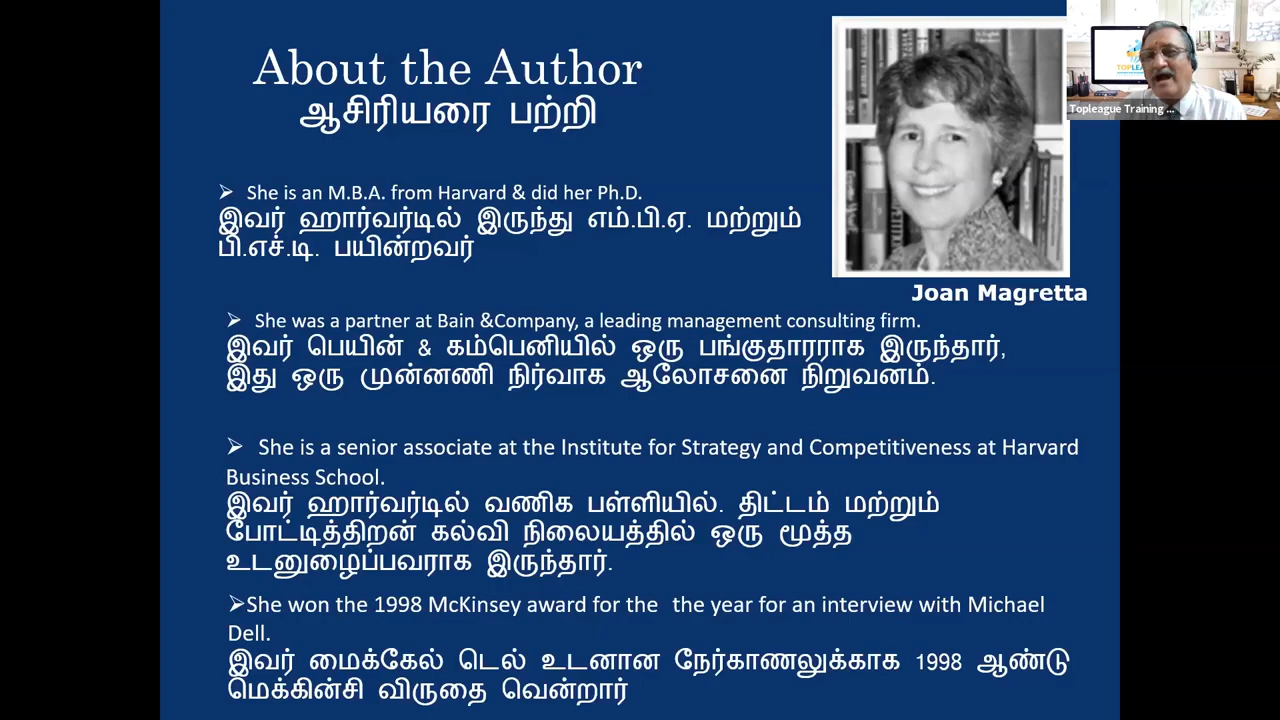 About the Author
ஆசிரியரை பற்றி
➢ She is an M.B.A. from Harvard & did her Ph.D.
இவர் ஹார்வர்டில் இருந்து எம்.பி.ஏ. மற்றும்
பி.எச்.டி. பயின்றவர்
Joan Magretta
➢ She was a partner at Bain &Company, a leading management consulting firm.
இவர் பெயின் & கம்பெனியில் ஒரு பங்குதாரராக இருந்தார்,
இது ஒரு முன்னணி நிர்வாக ஆலோசனை நிறுவனம்.
➢ She is a senior associate at the Institute for Strategy and Competitiveness at Harvard
Business School.
இவர் ஹார்வர்டில் வணிக பள்ளியில். திட்டம் மற்றும்
போட்டித்திறன் கல்வி நிலையத்தில் ஒரு மூத்த
உடனுழைப்பவராக இருந்தார்.
➢She won the 1998 McKinsey award for the the year for an interview with Michael
Dell.
இவர் மைக்கேல் டெல் உடனான நேர்காணலுக்காக 1998 ஆண்டு
மெக்கின்சி விருதை வென்றார்
Topleague Training ...